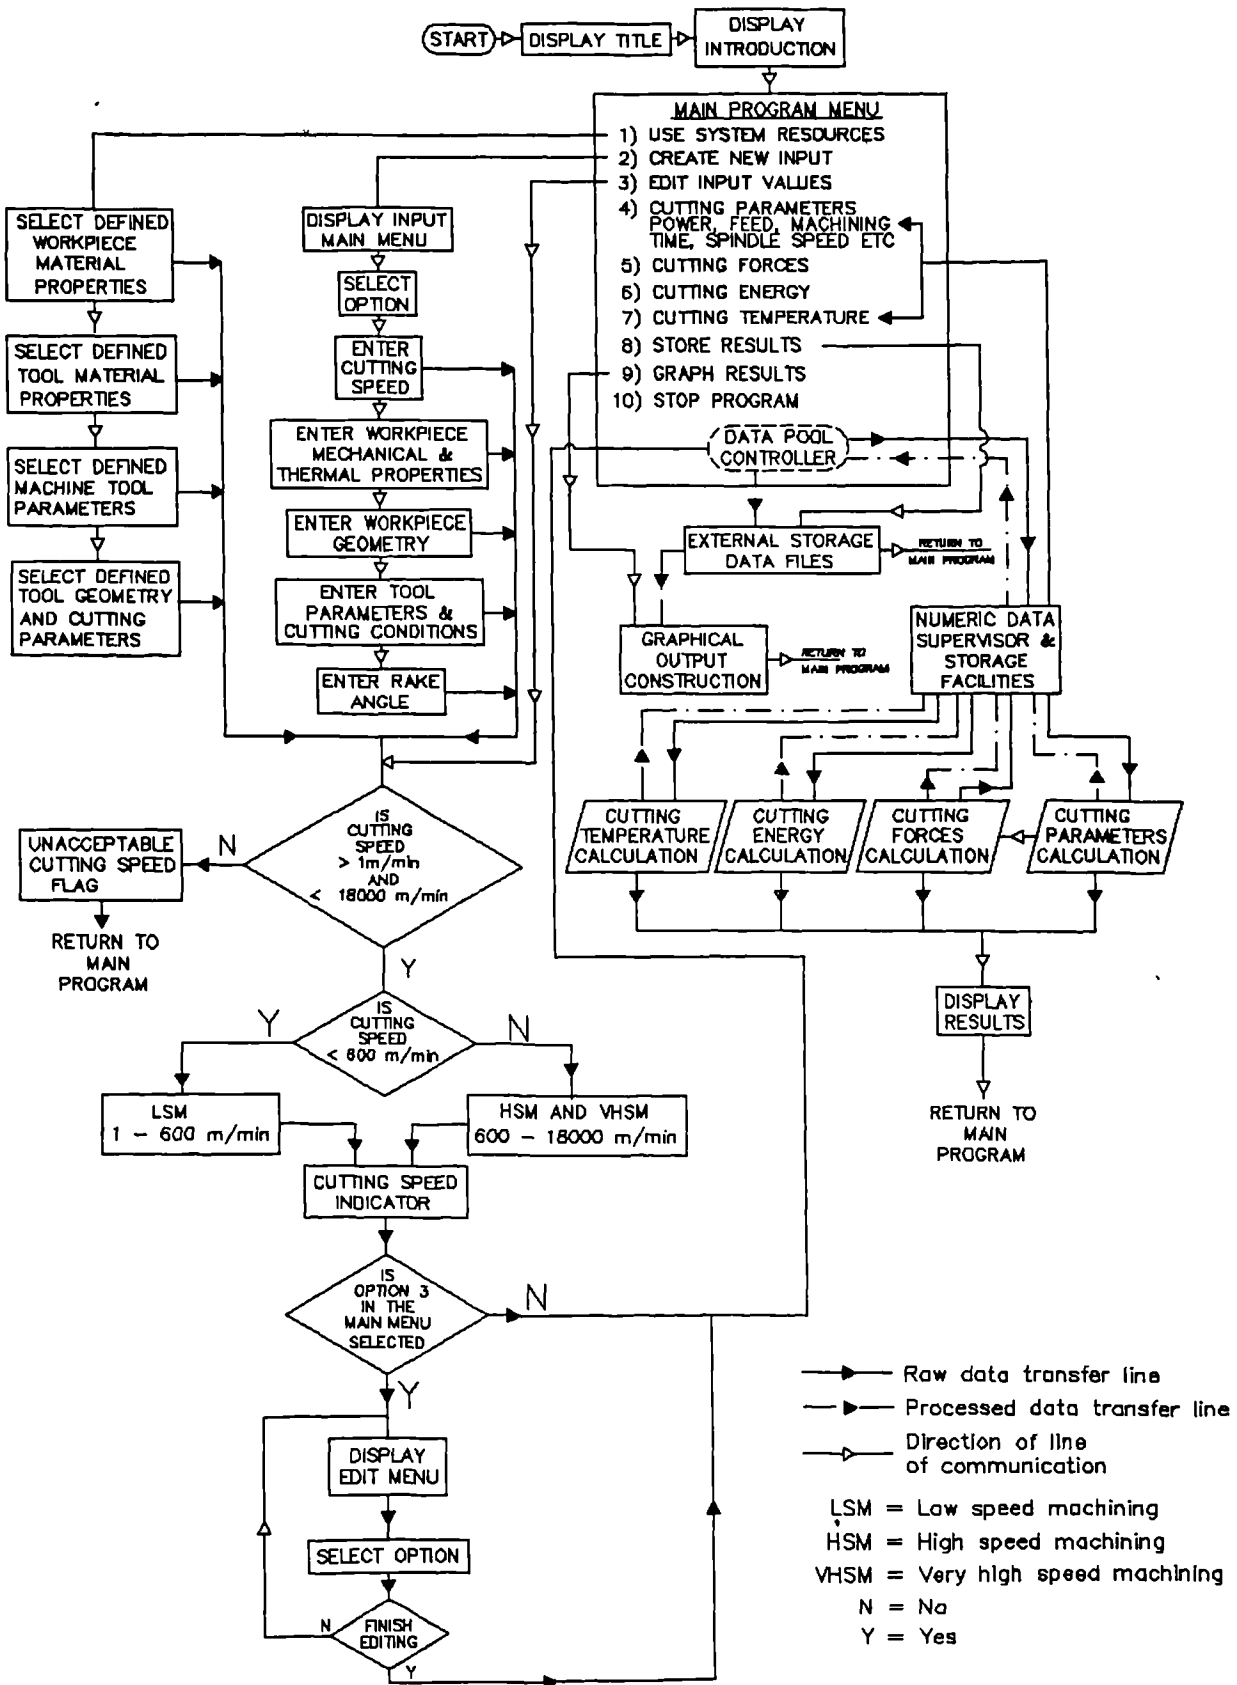 START
DISPLAY TITLE
DISPLAY
INTRODUCTION
MAIN PROGRAM MENU
1) USE SYSTEM RESOURCES
2) CREATE NEW INPUT
3) EDIT INPUT VALUES
4) CUTTING PARAMETERS
POWER, FEED, MACHINING
TIME, SPINDLE SPEED ETC
5) CUTTING FORCES
6) CUTTING ENERGY
7) CUTTING TEMPERATURE
8) STORE RESULTS
9) GRAPH RESULTS
10) STOP PROGRAM
DATA POOL
CONTROLLER
SELECT DEFINED
WORKPIECE
MATERIAL
PROPERTIES
SELECT DEFINED
TOOL MATERIAL
PROPERTIES
SELECT DEFINED
MACHINE TOOL
PARAMETERS
SELECT DEFINED
TOOL GEOMETRY
AND CUTTING
PARAMETERS
DISPLAY INPUT
MAIN MENU
SELECT
OPTION
ENTER
CUTTING
SPEED
ENTER WORKPIECE
MECHANICAL &
THERMAL PROPERTIES
ENTER WORKPIECE
GEOMETRY
ENTER TOOL
PARAMETERS &
CUTTING CONDITIONS
ENTER RAKE
ANGLE
EXTERNAL STORAGE
DATA FILES
RETURN TO
MAIN PROGRAM
GRAPHICAL
OUTPUT
CONSTRUCTION
RETURN TO
MAIN PROGRAM
NUMERIC DATA
SUPERVISOR &
STORAGE
FACILITIES
CUTTING
TEMPERATURE
CALCULATION
CUTTING
ENERGY
CALCULATION
CUTTING
FORCES
CALCULATION
CUTTING
PARAMETERS
CALCULATION
DISPLAY
RESULTS
RETURN TO
MAIN
PROGRAM
IS
CUTTING
SPEED
> 1m/min
AND
< 18000 m/min
N
UNACCEPTABLE
CUTTING SPEED
FLAG
RETURN TO
MAIN
PROGRAM
Y
IS
CUTTING
SPEED
< 600 m/min
Y
N
LSM
1 - 600 m/min
HSM AND VHSM
600 - 18000 m/min
CUTTING SPEED
INDICATOR
IS
OPTION 3
IN THE
MAIN MENU
SELECTED
N
Y
DISPLAY
EDIT MENU
SELECT OPTION
FINISH
EDITING
N
Y
Raw data transfer line
Processed data transfer line
Direction of line
of communication
LSM = Low speed machining
HSM = High speed machining
VHSM = Very high speed machining
N = No
Y = Yes